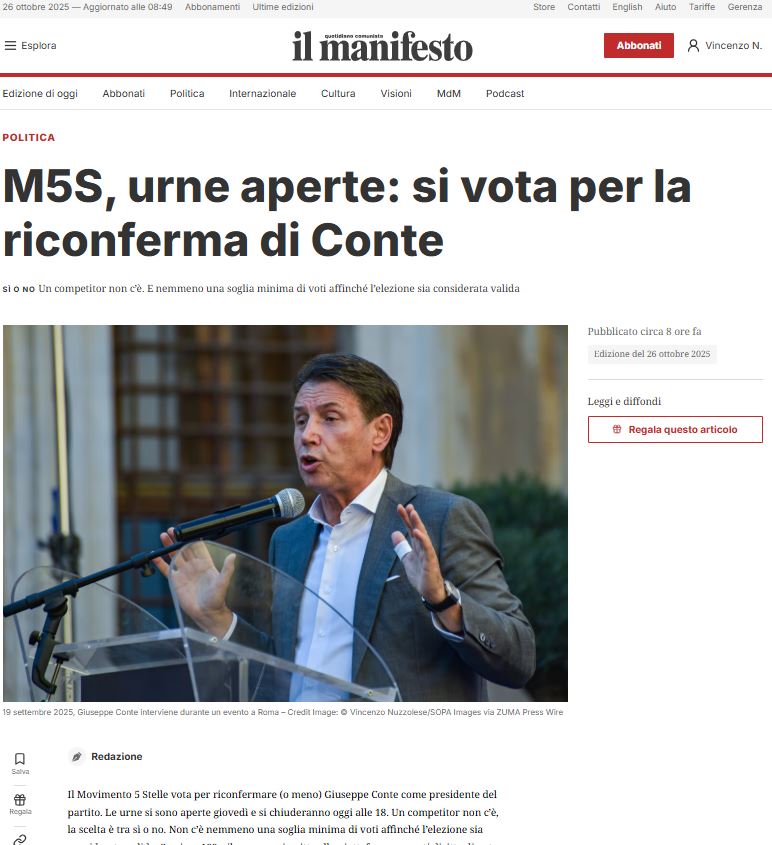 26 ottobre 2025 — Aggiornato alle 08:49 Abbonamenti Ultime edizioni Store Contatti English Aiuto Tariffe Gerenza
Esplora
quotidiano comunista
il manifesto
Abbonati
Vincenzo N.
Edizione di oggi Abbonati Politica Internazionale Cultura Visioni MdM Podcast
POLITICA
M5S, urne aperte: si vota per la
riconferma di Conte
SÌ O NO Un competitor non c'è. E nemmeno una soglia minima di voti affinché l'elezione sia considerata valida
Pubblicato circa 8 ore fa
Edizione del 26 ottobre 2025
Leggi e diffondi
Regala questo articolo
19 settembre 2025, Giuseppe Conte interviene durante un evento a Roma – Credit Image: © Vincenzo Nuzzolese/SOPA Images via ZUMA Press Wire
Salva
Regala
Redazione
Il Movimento 5 Stelle vota per riconfermare (o meno) Giuseppe Conte come presidente del
partito. Le urne si sono aperte giovedì e si chiuderanno oggi alle 18. Un competitor non c'è,
la scelta è tra sì o no. Non c'è nemmeno una soglia minima di voti affinché l'elezione sia